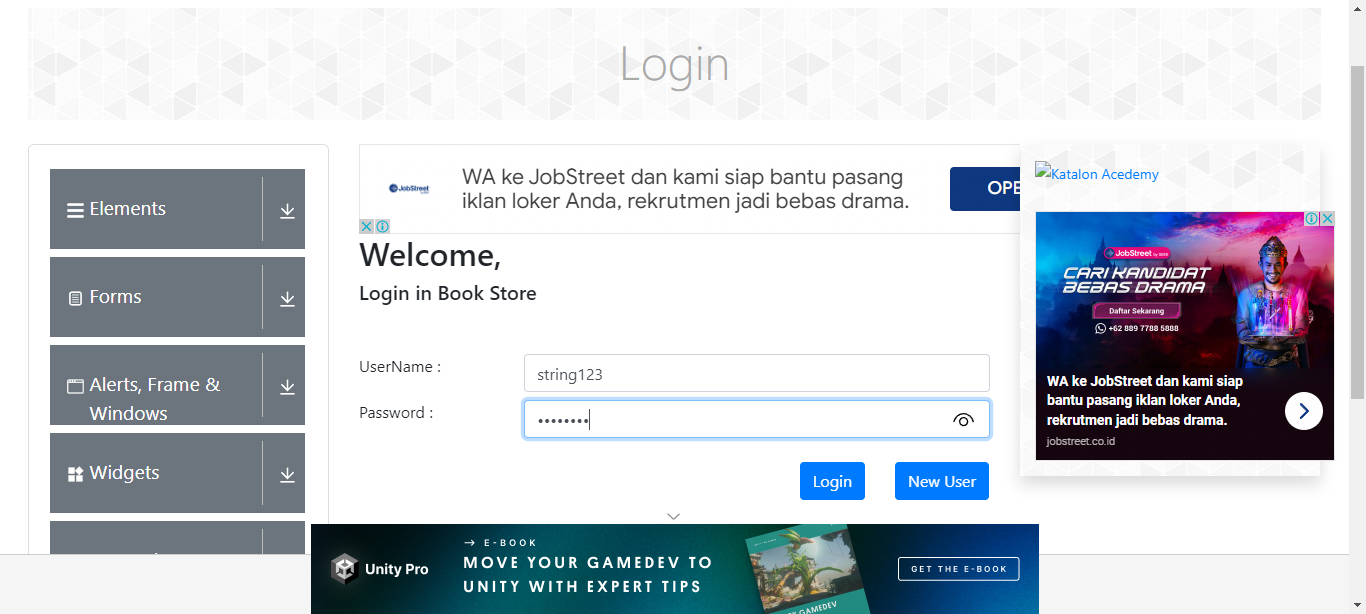 Login
Elements
Forms
Alerts, Frame &
Windows
Widgets
JobStreet
WA ke JobStreet dan kami siap bantu pasang
iklan loker Anda, rekrutmen jadi bebas drama.
OPE
Welcome,
Login in Book Store
UserName :
string123
Password :
Login
New User
Katalon Acedemy
JobStreet by SEEK
CARI KANDIDAT
BEBAS DRAMA
Daftar Sekarang
+62 889 7788 5888
WA ke JobStreet dan kami siap
bantu pasang iklan loker Anda,
rekrutmen jadi bebas drama.
jobstreet.co.id
Unity Pro
→ E-BOOK
MOVE YOUR GAMEDEV TO
UNITY WITH EXPERT TIPS
GAMEDEV
GET THE E-BOOK